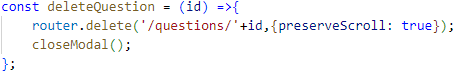 const deleteQuestion = (id) =>{
router.delete('/questions/'+id,{preserveScroll: true});
closeModal();
};